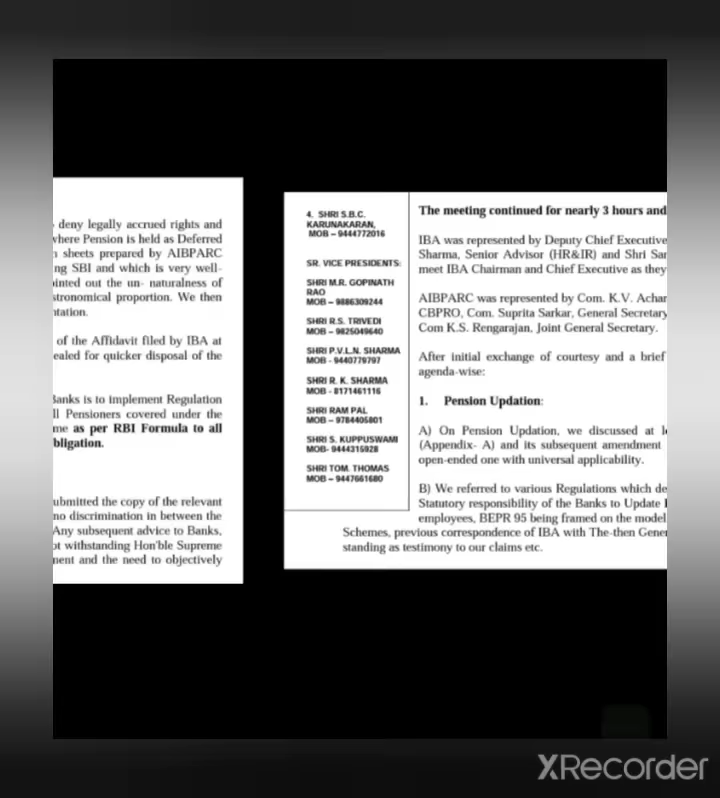 deny legally accrued rights and
where Pension is held as Deferred
sheets prepared by AIBPARC
ng SBI and which is very well-
inted out the un- naturalness of
stronomical proportion. We then
ntation.
of the Affidavit filed by IBA at
ealed for quicker disposal of the
Banks is to implement Regulation
ll Pensioners covered under the
me as per RBI Formula to all
bligation.
ubmitted the copy of the relevant
no discrimination in between the
Any subsequent advice to Banks,
ot withstanding Hon'ble Supreme
ment and the need to objectively
4. SHRI S.B.C.
KARUNAKARAN,
MOB – 9444772016
SR. VICE PRESIDENTS:
SHRI M.R. GOPINATH
RAO
MOB – 9886309244
SHRI R.S. TRIVEDI
MOB – 9825049640
SHRI P.V.L.N. SHARMA
MOB - 9440779797
SHRI R. K. SHARMA
MOB - 8171461116
SHRI RAM PAL
MOB – 9784405801
SHRI S. KUPPUSWAMI
MOB- 9444315928
SHRI TOM. THOMAS
MOB – 9447661680
The meeting continued for nearly 3 hours and
IBA was represented by Deputy Chief Executive
Sharma, Senior Advisor (HR&IR) and Shri Sar
meet IBA Chairman and Chief Executive as they
AIBPARC was represented by Com. K.V. Achar
CBPRO, Com. Suprita Sarkar, General Secretary
Com K.S. Rengarajan, Joint General Secretary.
After initial exchange of courtesy and a brief
agenda-wise:
1. Pension Updation:
A) On Pension Updation, we discussed at le
(Appendix- A) and its subsequent amendment
open-ended one with universal applicability.
B) We referred to various Regulations which de
Statutory responsibility of the Banks to Update
employees, BEPR 95 being framed on the model
Schemes, previous correspondence of IBA with The-then Gene
standing as testimony to our claims etc.
XRecorder